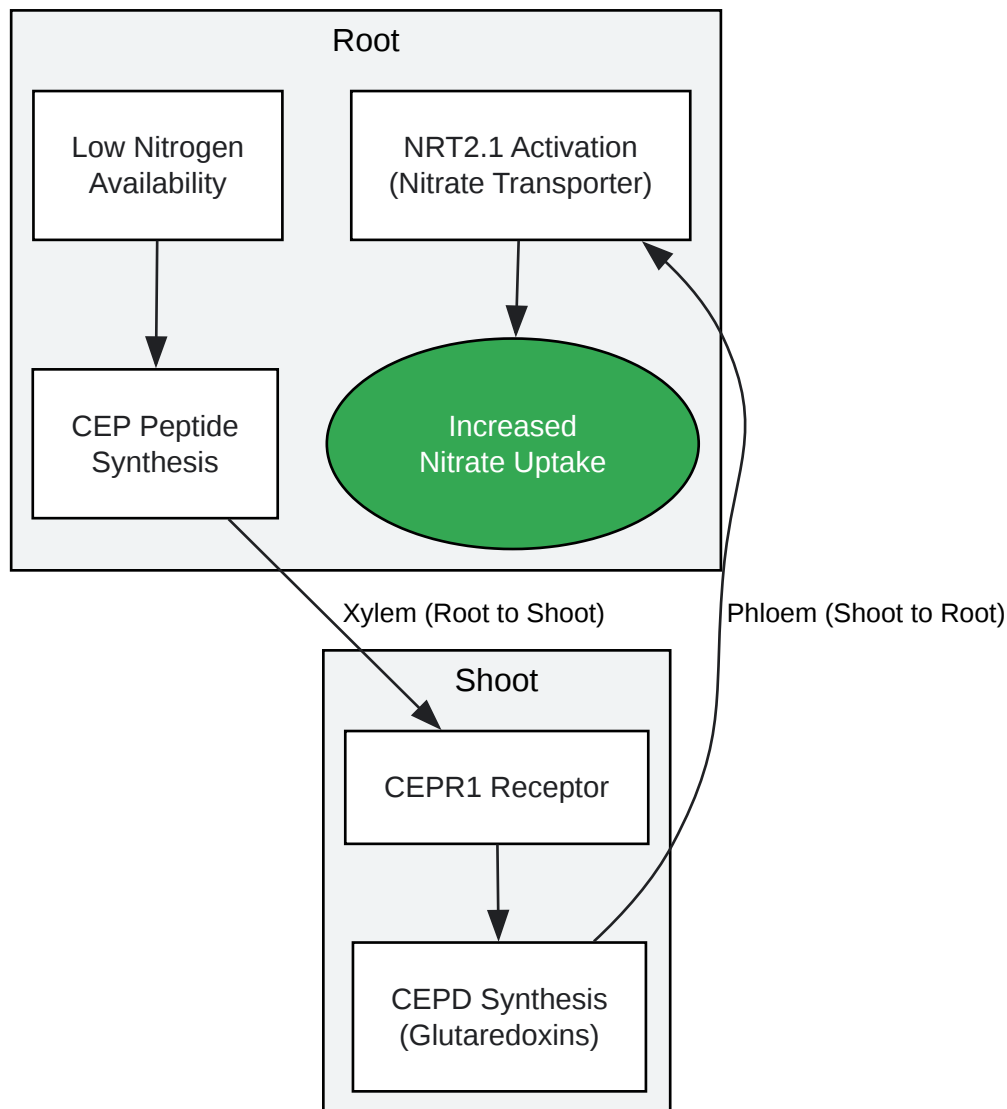 Root
Low Nitrogen
Availability
NRT2.1 Activation
(Nitrate Transporter)
CEP Peptide
Synthesis
Increased
Nitrate Uptake
Xylem (Root to Shoot)
Phloem (Shoot to Root)
Shoot
CEPR1 Receptor
CEPD Synthesis
(Glutaredoxins)